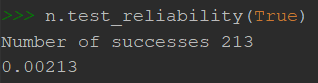 >>> n.test_reliability(True)
Number of successes 213
0.00213